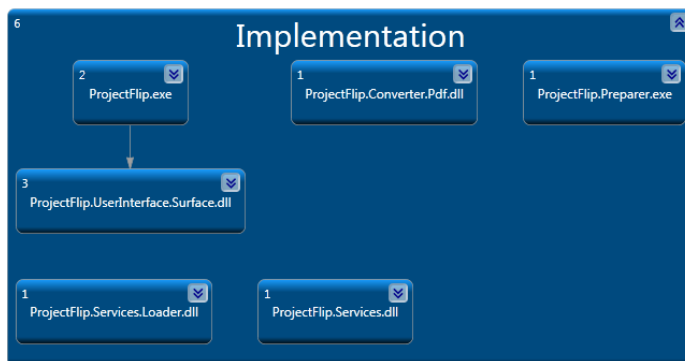 6
Implementation
2
ProjectFlip.exe
1
ProjectFlip.Converter.Pdf.dll
1
ProjectFlip.Preparer.exe
3
ProjectFlip.UserInterface.Surface.dll
1
ProjectFlip.Services.Loader.dll
1
ProjectFlip.Services.dll